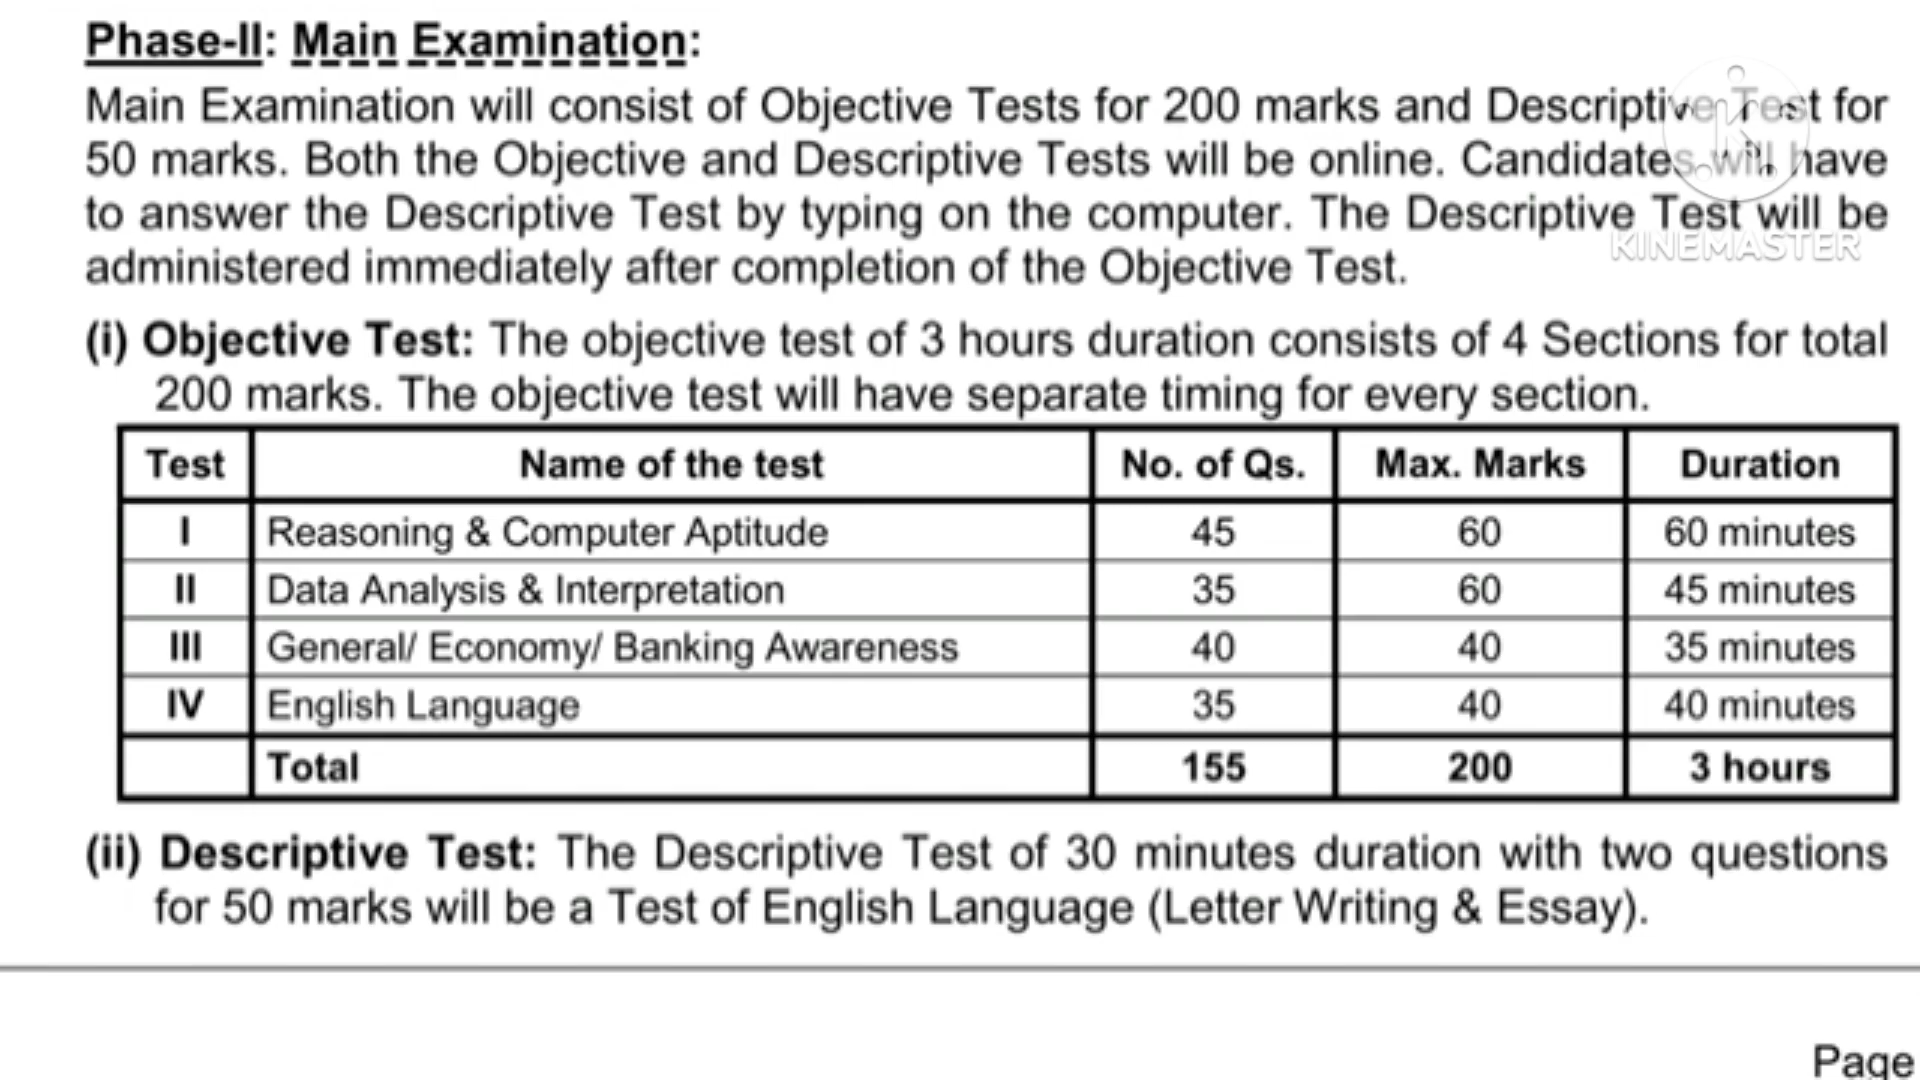 Phase-II: Main Examination:
Main Examination will consist of Objective Tests for 200 marks and Descriptive Test for
50 marks. Both the Objective and Descriptive Tests will be online. Candidates will have
to answer the Descriptive Test by typing on the computer. The Descriptive Test will be
administered immediately after completion of the Objective Test.
KINEMASTER
(i) Objective Test: The objective test of 3 hours duration consists of 4 Sections for total
200 marks. The objective test will have separate timing for every section.
Test Name of the test No. of Qs. Max. Marks Duration
I Reasoning & Computer Aptitude 45 60 60 minutes
II Data Analysis & Interpretation 35 60 45 minutes
III General/ Economy/ Banking Awareness 40 40 35 minutes
IV English Language 35 40 40 minutes
Total 155 200 3 hours
(ii) Descriptive Test: The Descriptive Test of 30 minutes duration with two questions
for 50 marks will be a Test of English Language (Letter Writing & Essay).
Page